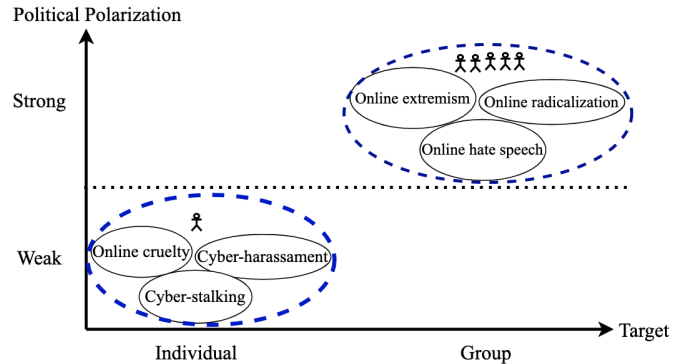 Political Polarization
Strong
Online extremism
Online radicalization
Online hate speech
Weak
Online cruelty
Cyber-harassament
Cyber-stalking
Target
Individual
Group